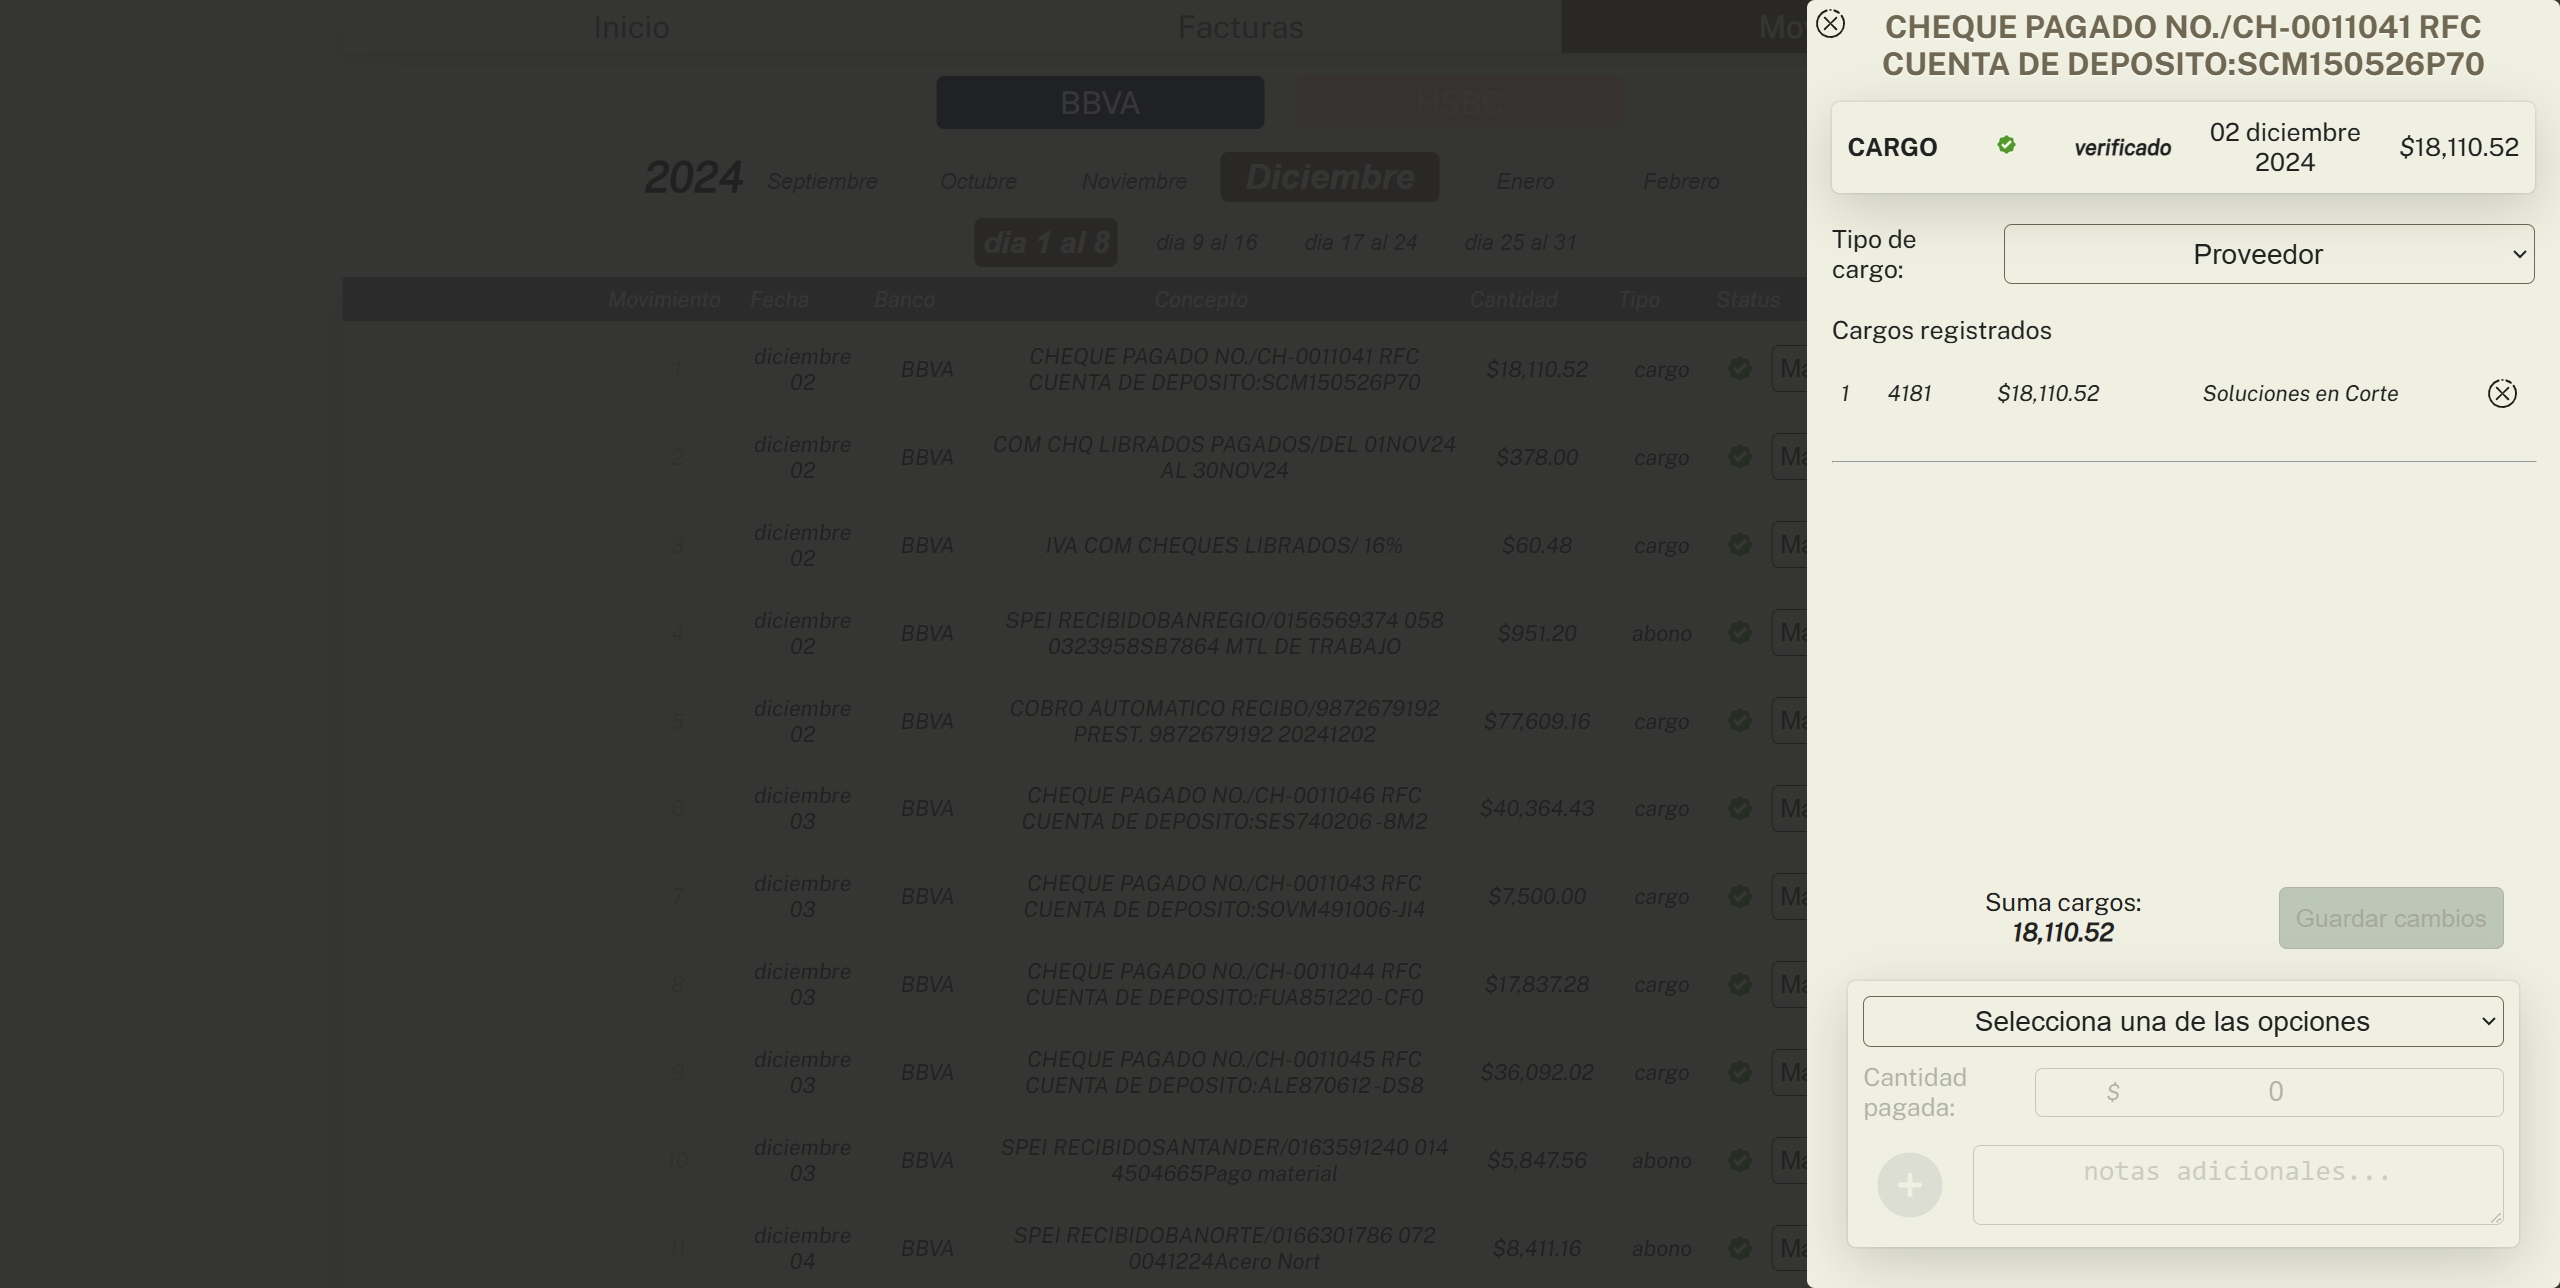 Inicio
Facturas
BBVA
HSBC
2024
Septiembre
Octubre
Noviembre
Diciembre
Enero
Febrero
dia 1 al 8
dia 9 al 16
dia 17 al 24
dia 25 al 31
Movimiento Fecha Banco Concepto Cantidad Tipo Status
1 diciembre 02 BBVA CHEQUE PAGADO NO./CH-0011041 RFC
CUENTA DE DEPOSITO:SCM150526P70 $18,110.52 cargo
2 diciembre 02 BBVA COM CHQ LIBRADOS PAGADOS/DEL 01NOV24
AL 30NOV24 $378.00 cargo
3 diciembre 02 BBVA IVA COM CHEQUES LIBRADOS/ 16% $60.48 cargo
4 diciembre 02 BBVA SPEI RECIBIDOBANREGIO/0156569374 058
0323958SB7864 MTL DE TRABAJO $951.20 abono
5 diciembre 02 BBVA COBRO AUTOMATICO RECIBO/9872679192
PREST. 9872679192 20241202 $77,609.16 cargo
6 diciembre 03 BBVA CHEQUE PAGADO NO./CH-0011046 RFC
CUENTA DE DEPOSITO:SES740206 -8M2 $40,364.43 cargo
7 diciembre 03 BBVA CHEQUE PAGADO NO./CH-0011043 RFC
CUENTA DE DEPOSITO:SOVM491006-JI4 $7,500.00 cargo
8 diciembre 03 BBVA CHEQUE PAGADO NO./CH-0011044 RFC
CUENTA DE DEPOSITO:FUA851220 -CF0 $17,837.28 cargo
9 diciembre 03 BBVA CHEQUE PAGADO NO./CH-0011045 RFC
CUENTA DE DEPOSITO:ALE870612 -DS8 $36,092.02 cargo
10 diciembre 03 BBVA SPEI RECIBIDOSANTANDER/0163591240 014
4504665Pago material $5,847.56 abono
11 diciembre 04 BBVA SPEI RECIBIDOBANORTE/0166301786 072
0041224Acero Nort $8,411.16 abono
CHEQUE PAGADO NO./CH-0011041 RFC
CUENTA DE DEPOSITO:SCM150526P70
CARGO verificado 02 diciembre 2024 $18,110.52
Tipo de cargo: Proveedor
Cargos registrados
1 4181 $18,110.52 Soluciones en Corte
Suma cargos:
18,110.52
Guardar cambios
Selecciona una de las opciones
Cantidad pagada: $ 0
notas adicionales...